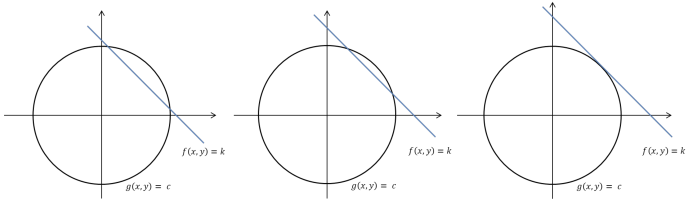 f(x, y) = k
g(x, y) = c
f(x, y) = k
g(x, y) = c
f(x, y) = k
g(x, y) = c